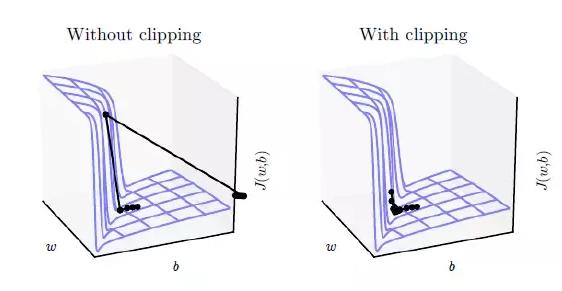 Without clipping
With clipping
w
b
J(w,b)
w
b
J(w,b)